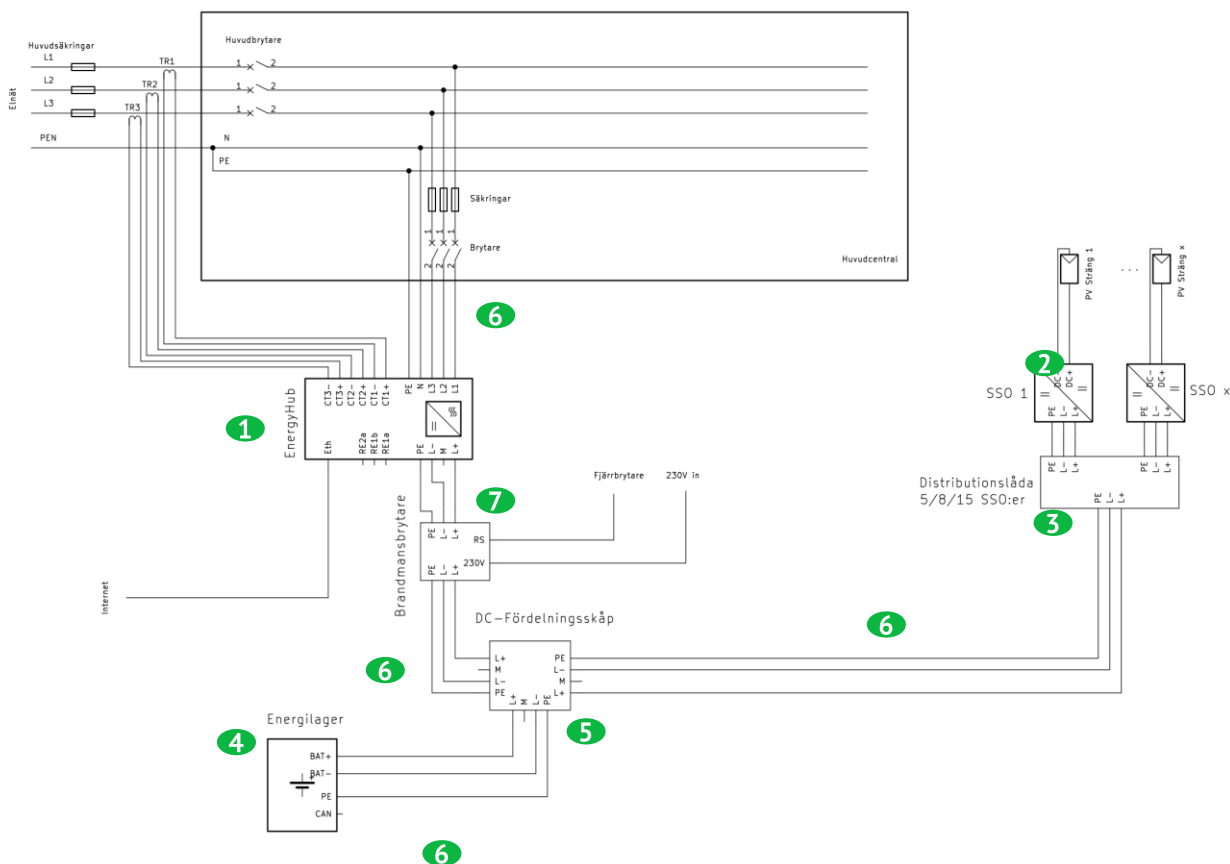 Huvudsäkringar
Huvudbrytare
L1
TR1
1
2
L2
TR2
1
2
Elnät
L3
TR3
1
2
PEN
N
PE
Säkringar
1 1 1
Brytare
2 2 2
Huvudcentral
PV Sträng 1
...
PV Sträng x
6
2
CT3- CT3+ CT2- CT2+ CT1- CT1+ PE N L3 L2 L1
DC- DC+
DC- DC+
SSO 1
SSO x
PE L- L+
PE L- L+
1
EnergyHub
Eth RE2a RE1b RE1a PE L- M L+
PE L- L+
PE L- L+
Distributionslåda
5/8/15 SSO:er
PE L- L+
3
Fjärrbrytare
230V in
7
Brandmansbrytare
PE L- L+
RS
230V
PE L- L+
Internet
DC-Fördelningsskåp
6
6
L+
M
L-
PE
PE
L-
M
L+
L+ M L- PE
5
Energilager
4
BAT+
+
BAT-
PE
CAN
6